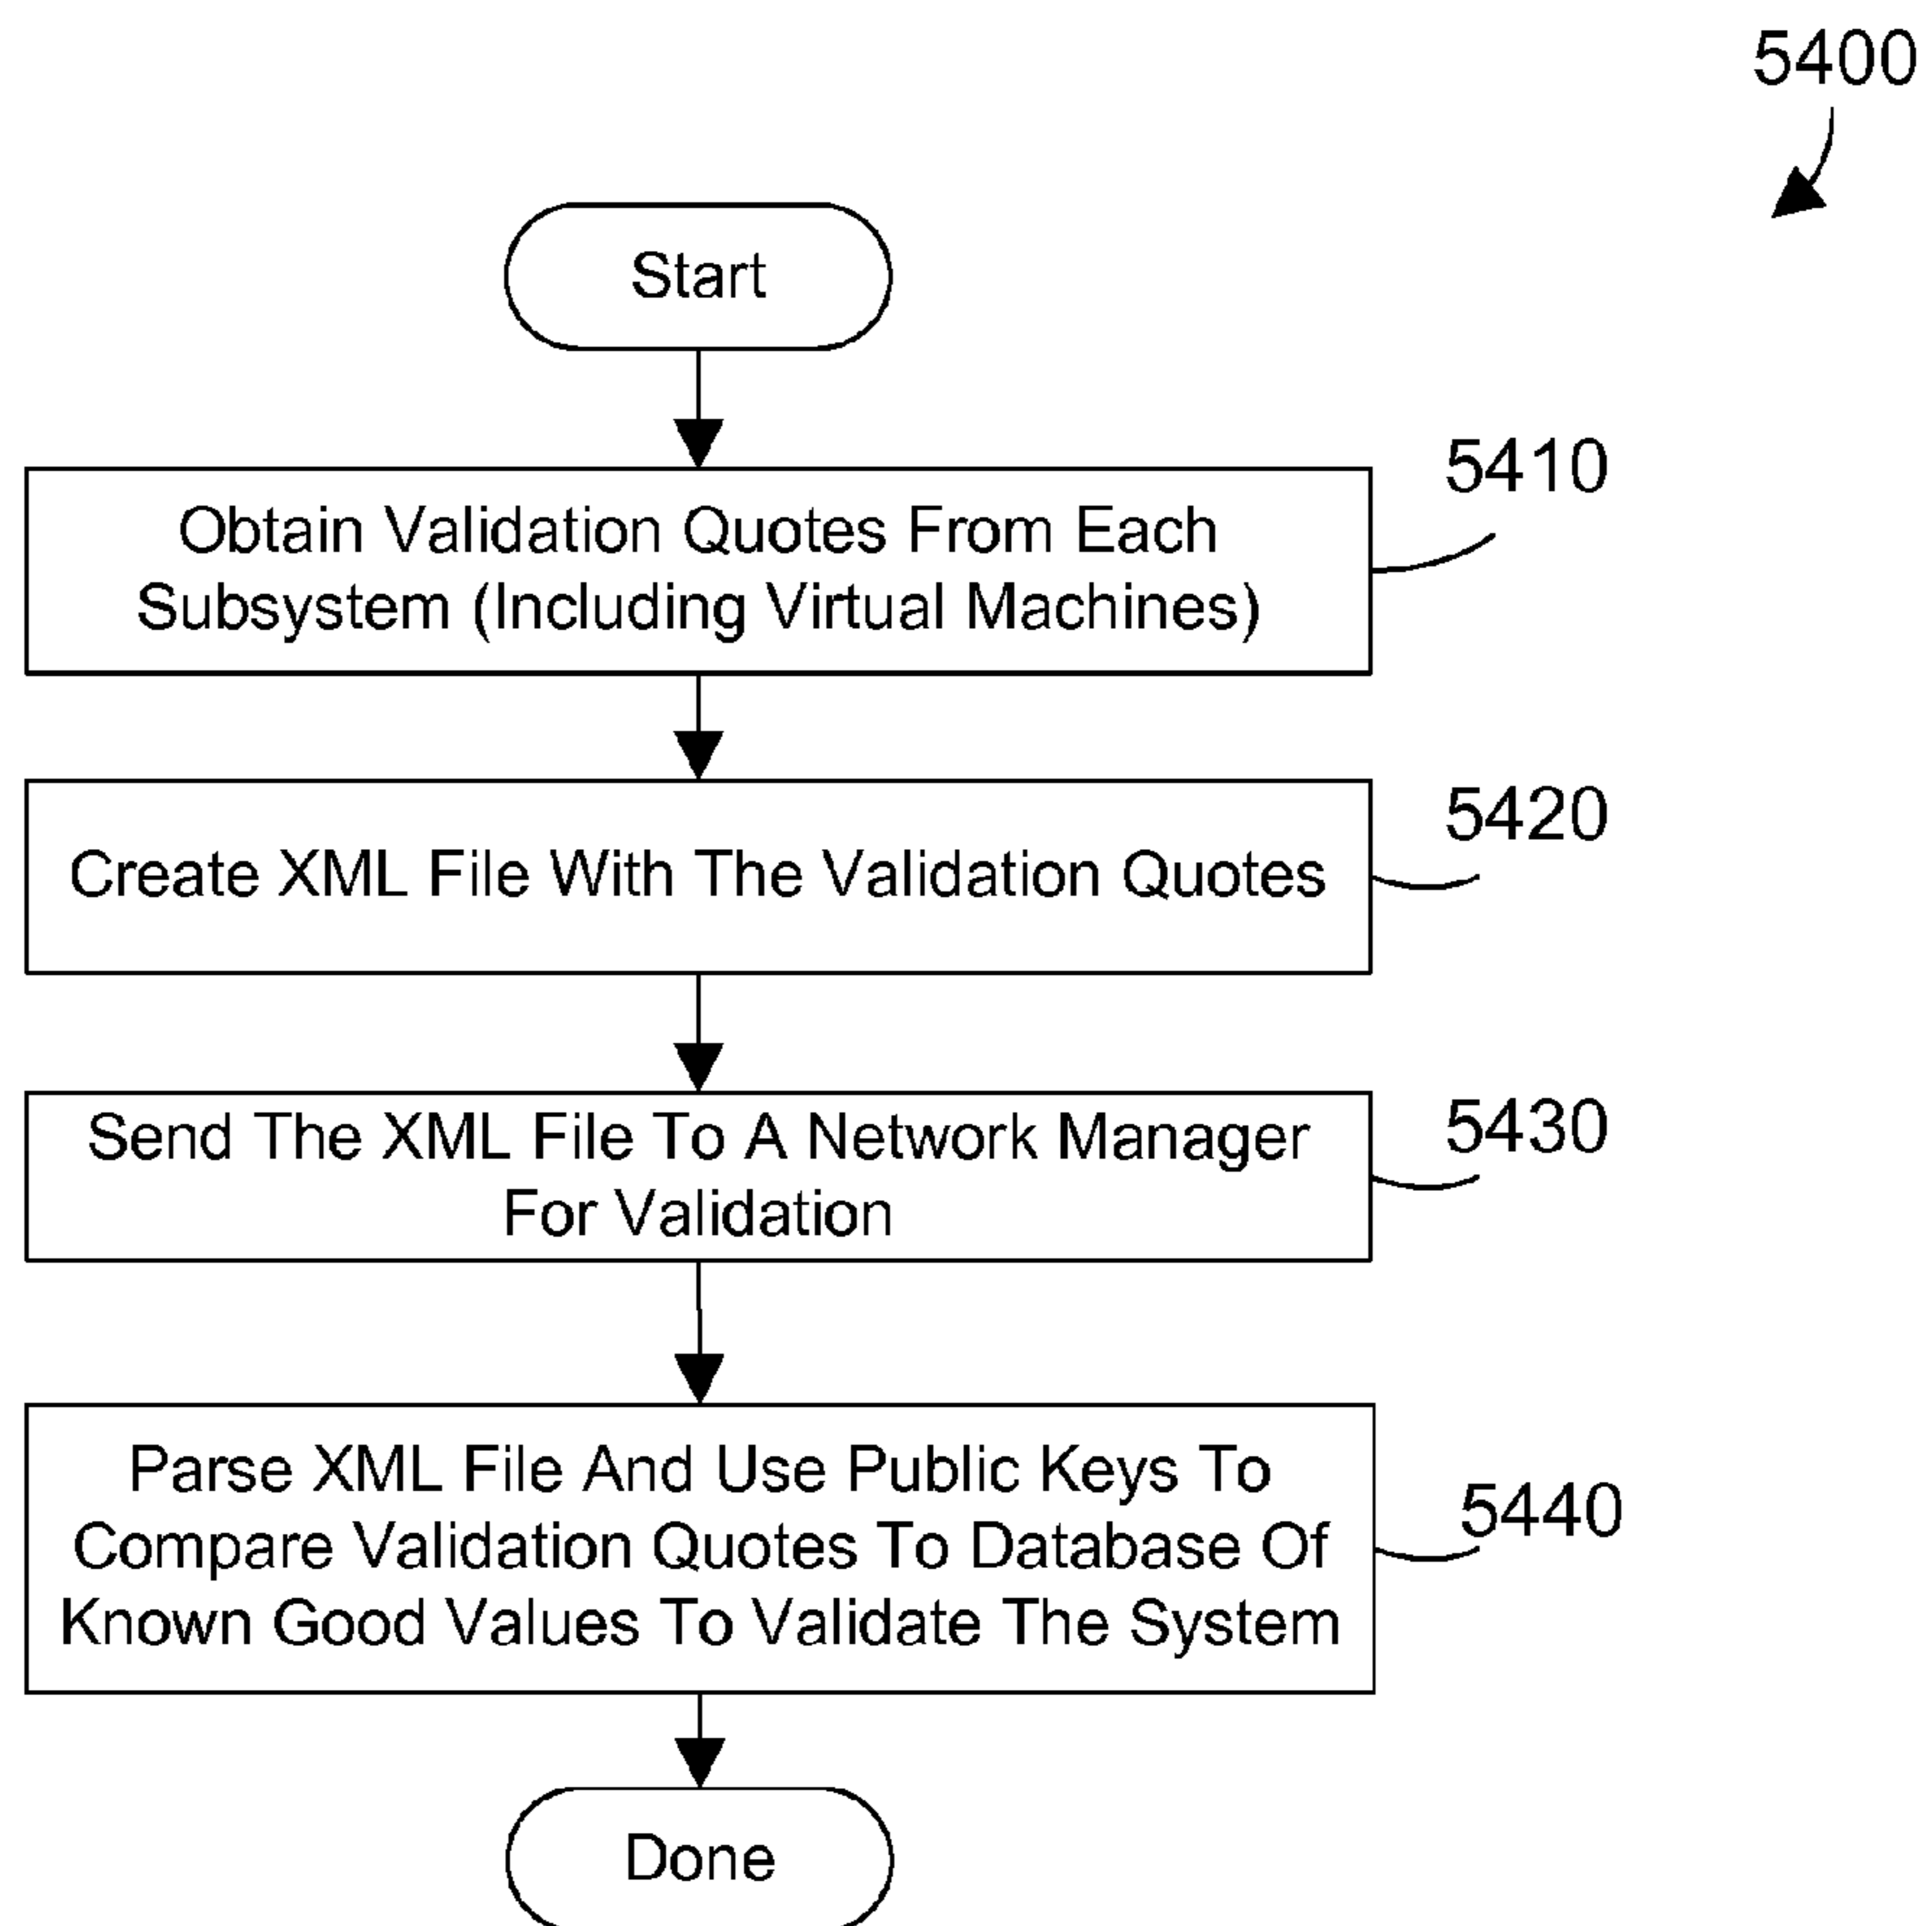 5400
Start
5410
Obtain Validation Quotes From Each
Subsystem (Including Virtual Machines)
5420
Create XML File With The Validation Quotes
5430
Send The XML File To A Network Manager
For Validation
5440
Parse XML File And Use Public Keys To
Compare Validation Quotes To Database Of
Known Good Values To Validate The System
Done